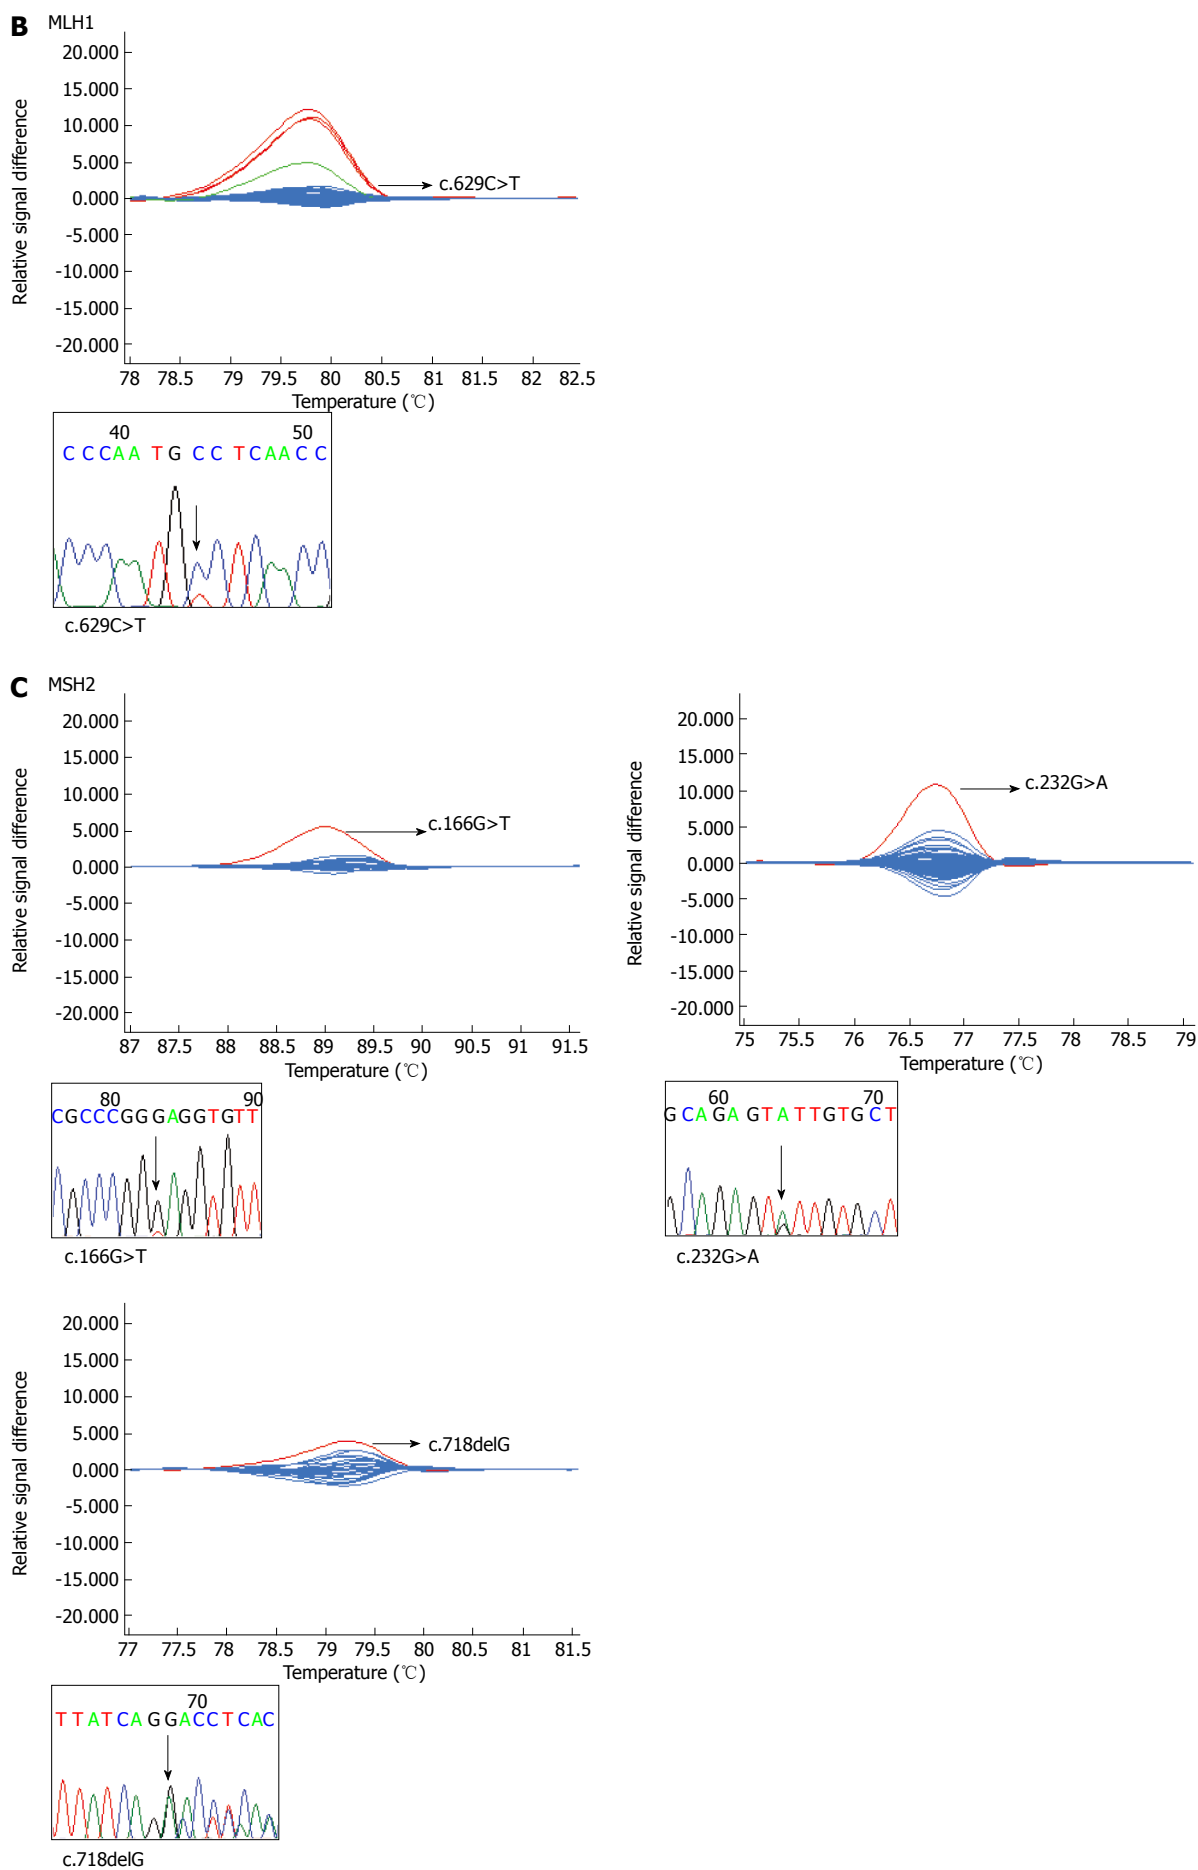 B MLH1
20.000
15.000
10.000
5.000
0.000
-5.000
-10.000
-15.000
-20.000
Relative signal difference
c.629C>T
78 78.5 79 79.5 80 80.5 81 81.5 82 82.5
Temperature (℃)
40 50
CCCAATGCCTCAACC
c.629C>T
C MSH2
20.000
15.000
10.000
5.000
0.000
-5.000
-10.000
-15.000
-20.000
Relative signal difference
c.166G>T
87 87.5 88 88.5 89 89.5 90 90.5 91 91.5
Temperature (℃)
80 90
CGCCCGGGAGGTGTT
c.166G>T
20.000
15.000
10.000
5.000
0.000
-5.000
-10.000
-15.000
-20.000
Relative signal difference
c.232G>A
75 75.5 76 76.5 77 77.5 78 78.5 79
Temperature (℃)
60 70
GCAGAGTATTGTGCT
c.232G>A
20.000
15.000
10.000
5.000
0.000
-5.000
-10.000
-15.000
-20.000
Relative signal difference
c.718delG
77 77.5 78 78.5 79 79.5 80 80.5 81 81.5
Temperature (℃)
70
TTATCAGGACCTCAC
c.718delG